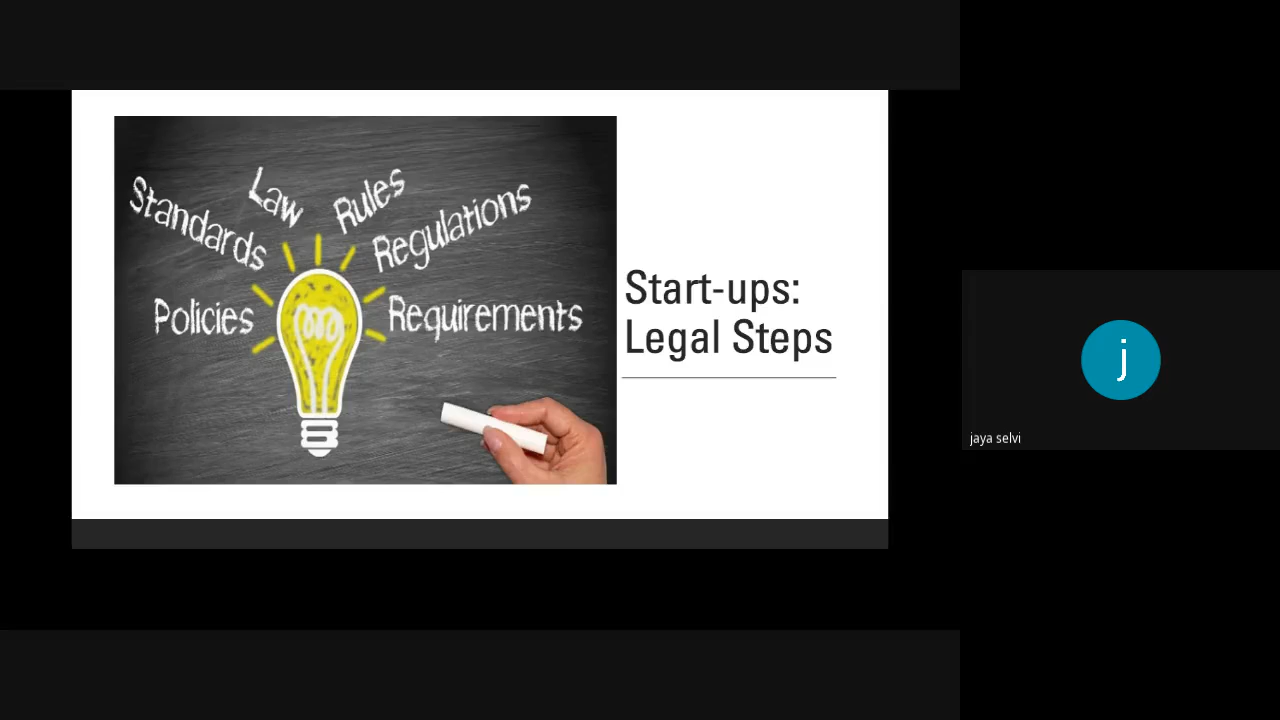 Standards
Law
Rules
Regulations
Policies
Requirements
Start-ups:
Legal Steps
j
jaya selvi